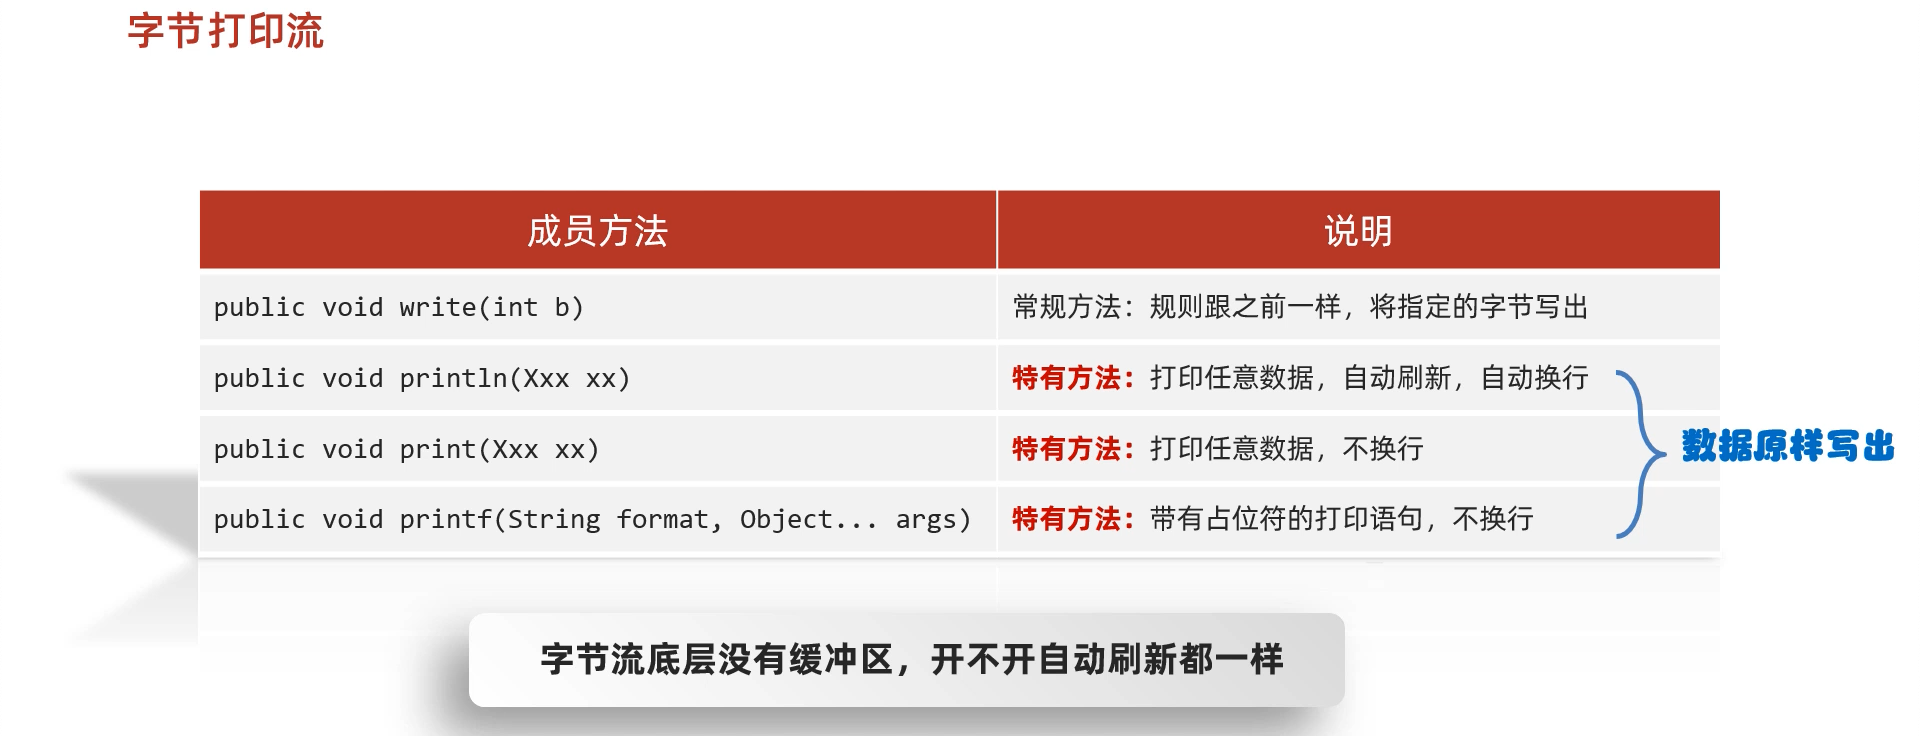 字节打印流
成员方法
说明
public void write(int b)
常规方法：规则跟之前一样，将指定的字节写出
public void println(Xxx xx)
特有方法：打印任意数据，自动刷新，自动换行
public void print(Xxx xx)
特有方法：打印任意数据，不换行
public void printf(String format, Object... args)
特有方法：带有占位符的打印语句，不换行
数据原样写出
字节流底层没有缓冲区，开不开自动刷新都一样